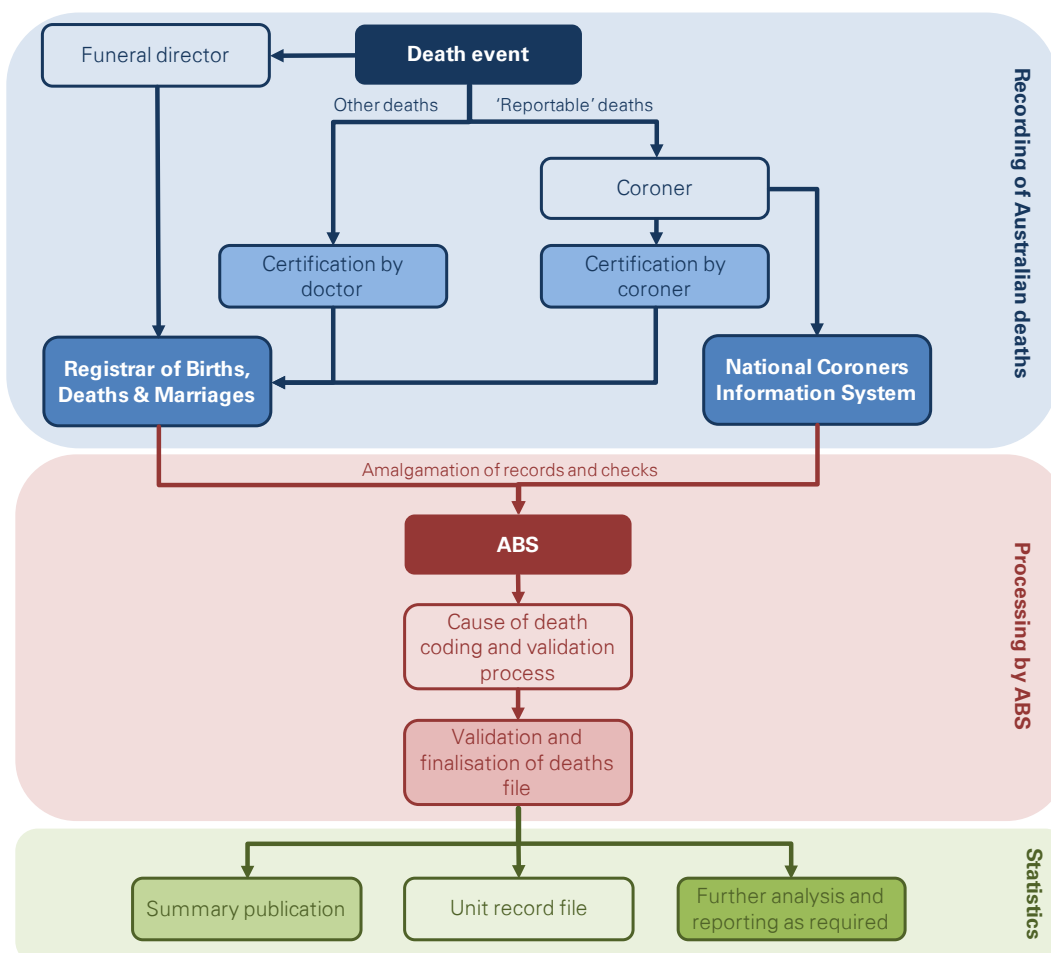 Funeral director
Death event
Other deaths
‘Reportable’ deaths
Coroner
Certification by
doctor
Certification by
coroner
Registrar of Births,
Deaths & Marriages
National Coroners
Information System
Recording of Australian deaths
Amalgamation of records and checks
ABS
Cause of death
coding and validation
process
Validation and
finalisation of deaths
file
Processing by ABS
Summary publication
Unit record file
Further analysis and
reporting as required
Statistics